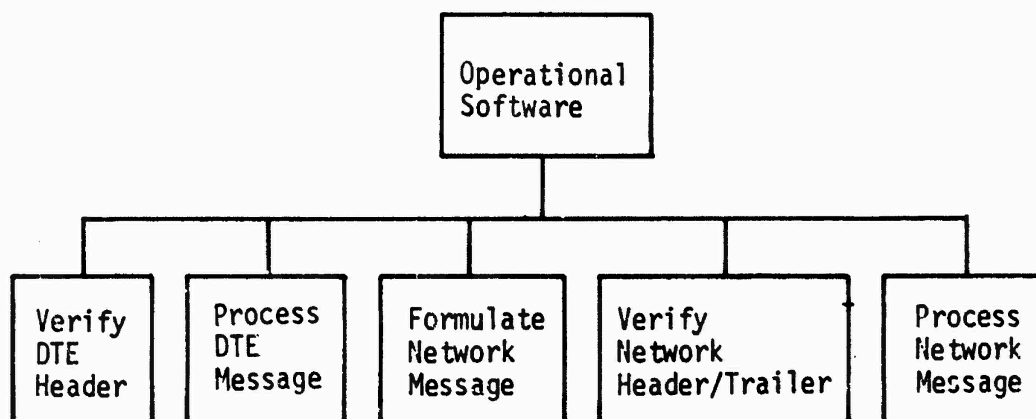 Operational
Software
Verify
DTE
Header
Process
DTE
Message
Formulate
Network
Message
Verify
Network
Header/Trailer
Process
Network
Message